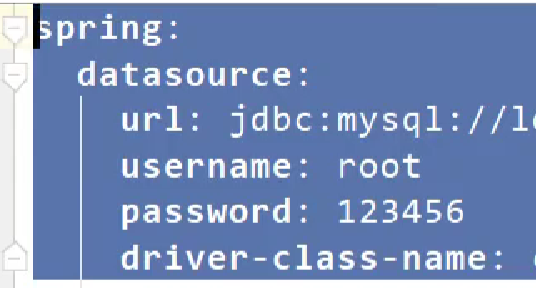 spring:
datasource:
url: jdbc:mysql://l
username: root
password: 123456
driver-class-name: